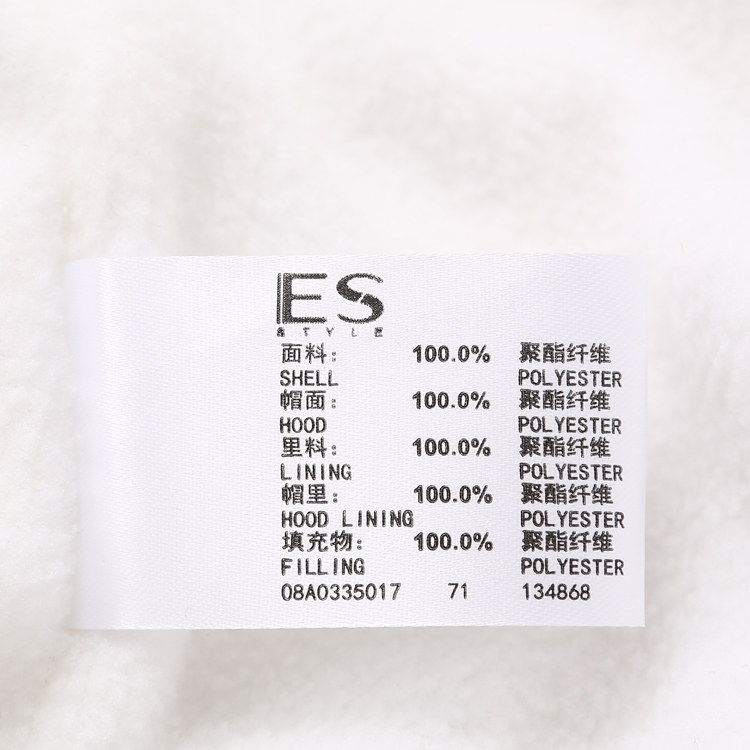 ES
STYLE
面料: 100.0% 聚酯纤维
SHELL POLYESTER
帽面: 100.0% 聚酯纤维
HOOD POLYESTER
里料: 100.0% 聚酯纤维
LINING POLYESTER
帽里: 100.0% 聚酯纤维
HOOD LINING POLYESTER
填充物: 100.0% 聚酯纤维
FILLING POLYESTER
08A0335017 71 134868